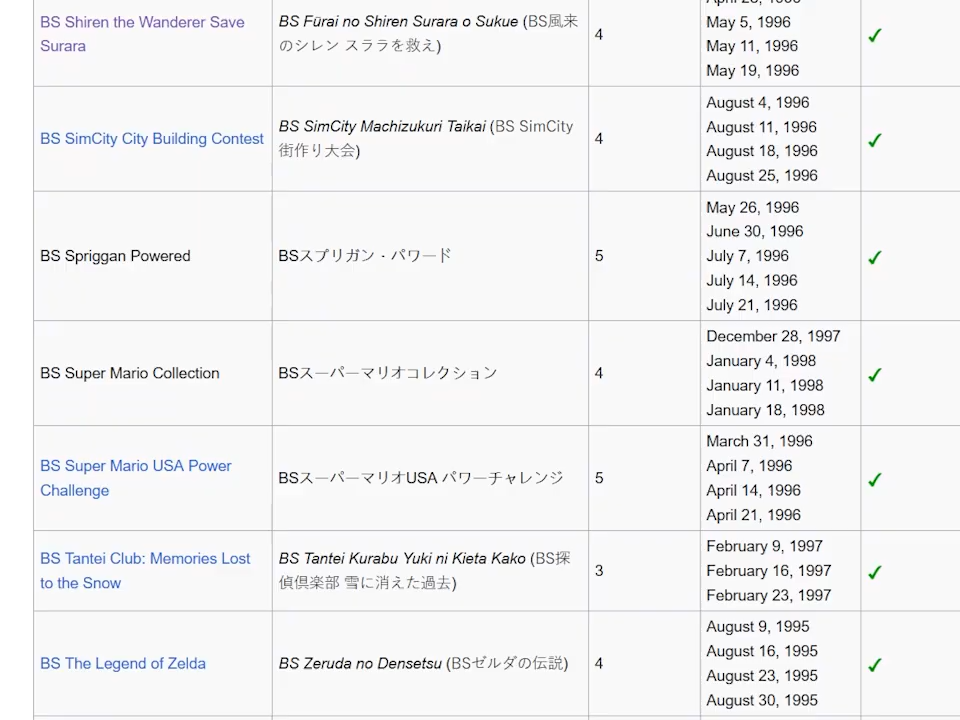 BS Shiren the Wanderer Save
Surara
BS Fūrai no Shiren Surara o Sukue (BS風来
のシレン スララを救え)
4
May 5, 1996
May 11, 1996
May 19, 1996
✓
BS SimCity City Building Contest
BS SimCity Machizukuri Taikai (BS SimCity
街作り大会)
4
August 4, 1996
August 11, 1996
August 18, 1996
August 25, 1996
✓
BS Spriggan Powered
BSスプリガン・パワード
5
May 26, 1996
June 30, 1996
July 7, 1996
July 14, 1996
July 21, 1996
✓
BS Super Mario Collection
BSスーパーマリオコレクション
4
December 28, 1997
January 4, 1998
January 11, 1998
January 18, 1998
✓
BS Super Mario USA Power
Challenge
BSスーパーマリオUSA パワーチャレンジ
5
March 31, 1996
April 7, 1996
April 14, 1996
April 21, 1996
✓
BS Tantei Club: Memories Lost
to the Snow
BS Tantei Kurabu Yuki ni Kieta Kako (BS探
偵倶楽部 雪に消えた過去)
3
February 9, 1997
February 16, 1997
February 23, 1997
✓
BS The Legend of Zelda
BS Zeruda no Densetsu (BSゼルダの伝説)
4
August 9, 1995
August 16, 1995
August 23, 1995
August 30, 1995
✓